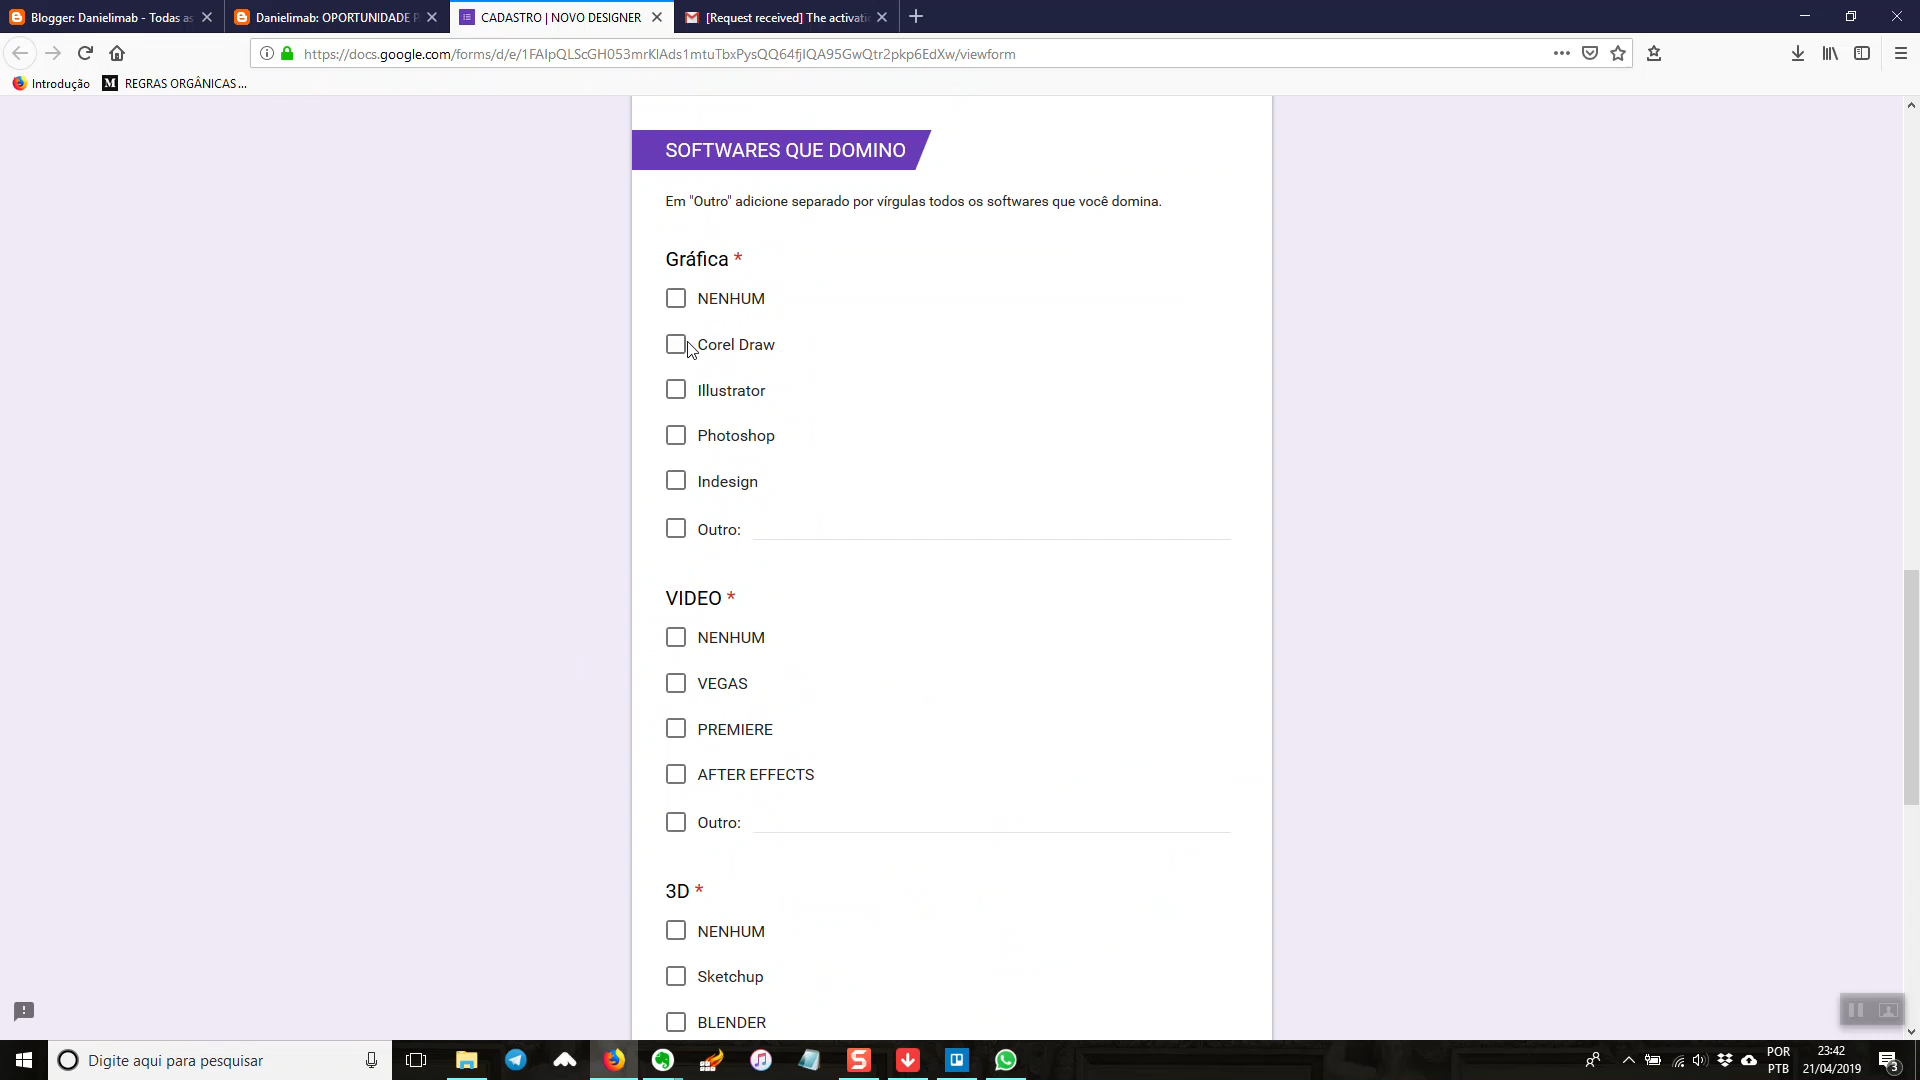 Blogger: Danielimab - Todas as
Danielimab: OPORTUNIDADE P
CADASTRO | NOVO DESIGNER
[Request received] The activati
https://docs.google.com/forms/d/e/1FAIpQLScGH053mrKlAds1mtuTbxPysQQ64fjIQA95GwQtr2pkp6EdXw/viewform
Introdução
M REGRAS ORGÂNICAS ...
SOFTWARES QUE DOMINO
Em "Outro" adicione separado por vírgulas todos os softwares que você domina.
Gráfica *
NENHUM
Corel Draw
Illustrator
Photoshop
Indesign
Outro:
VIDEO *
NENHUM
VEGAS
PREMIERE
AFTER EFFECTS
Outro:
3D *
NENHUM
Sketchup
BLENDER
Digite aqui para pesquisar
POR
PTB
23:42
21/04/2019
3